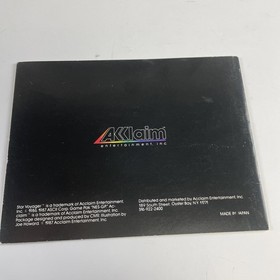 AKKlaim
entertainment, inc.
Star Voyager™ is a trademark of Acclaim Entertainment,
Inc. © 1986, 1987 ASCII Corp. Game Pak "NES-GP" Ac-
claim™ is a trademark of Acclaim Entertainment, Inc.
Package designed and produced by CMT. Illustration by
Joe Howard. © 1987 Acclaim Entertainment, Inc.
Distributed and marketed by Acclaim Entertainment, Inc.
189 South Street, Oyster Bay, N.Y. 11771
516-922-2400
MADE IN JAPAN